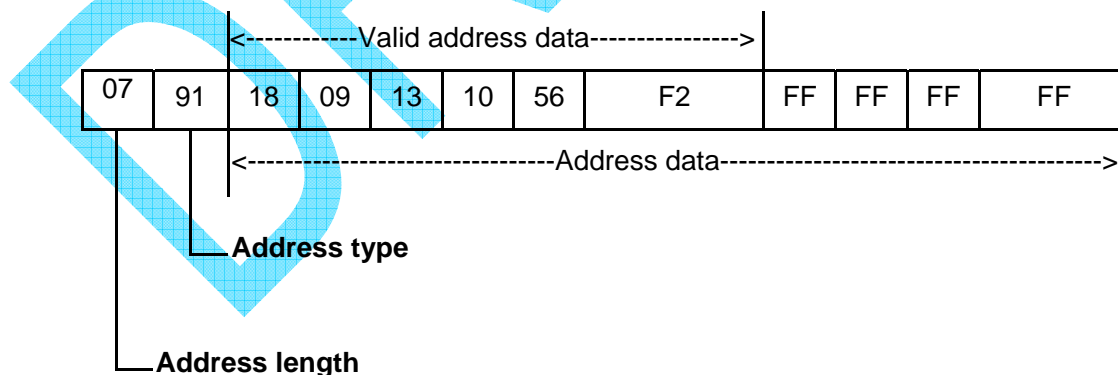 <------------Valid address data---------------->
07 91 18 09 13 10 56 F2 FF FF FF FF
<---------------------------------Address data----------------------------------------->
Address type
Address length